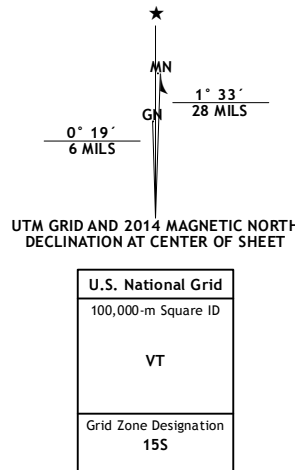 ★
MN
1° 33´
28 MILS
GN
0° 19´
6 MILS
UTM GRID AND 2014 MAGNETIC NORTH
DECLINATION AT CENTER OF SHEET
U.S. National Grid
100,000-m Square ID
VT
Grid Zone Designation
15S